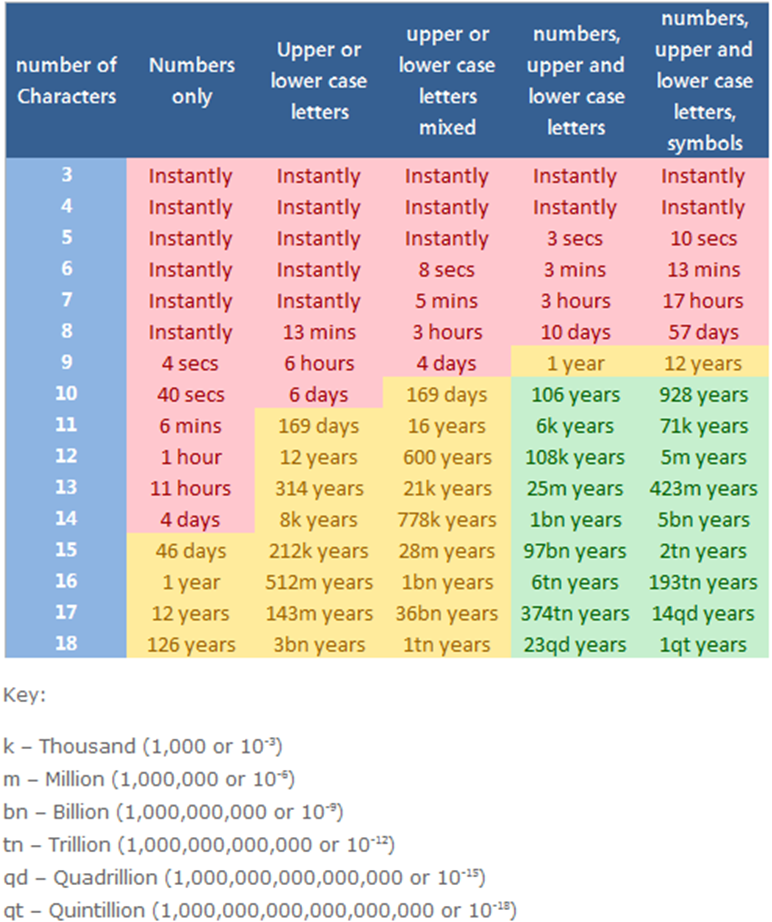 number of Characters | Numbers only | Upper or lower case letters | upper or lower case letters mixed | numbers, upper and lower case letters | numbers, upper and lower case letters, symbols
3 | Instantly | Instantly | Instantly | Instantly | Instantly
4 | Instantly | Instantly | Instantly | Instantly | Instantly
5 | Instantly | Instantly | Instantly | 3 secs | 10 secs
6 | Instantly | Instantly | 8 secs | 3 mins | 13 mins
7 | Instantly | Instantly | 5 mins | 3 hours | 17 hours
8 | Instantly | 13 mins | 3 hours | 10 days | 57 days
9 | 4 secs | 6 hours | 4 days | 1 year | 12 years
10 | 40 secs | 6 days | 169 days | 106 years | 928 years
11 | 6 mins | 169 days | 16 years | 6k years | 71k years
12 | 1 hour | 12 years | 600 years | 108k years | 5m years
13 | 11 hours | 314 years | 21k years | 25m years | 423m years
14 | 4 days | 8k years | 778k years | 1bn years | 5bn years
15 | 46 days | 212k years | 28m years | 97bn years | 2tn years
16 | 1 year | 512m years | 1bn years | 6tn years | 193tn years
17 | 12 years | 143m years | 36bn years | 374tn years | 14qd years
18 | 126 years | 3bn years | 1tn years | 23qd years | 1qt years
Key:
k – Thousand (1,000 or 10⁻³)
m – Million (1,000,000 or 10⁻⁶)
bn – Billion (1,000,000,000 or 10⁻⁹)
tn – Trillion (1,000,000,000,000 or 10⁻¹²)
qd – Quadrillion (1,000,000,000,000,000 or 10⁻¹⁵)
qt – Quintillion (1,000,000,000,000,000,000 or 10⁻¹⁸)